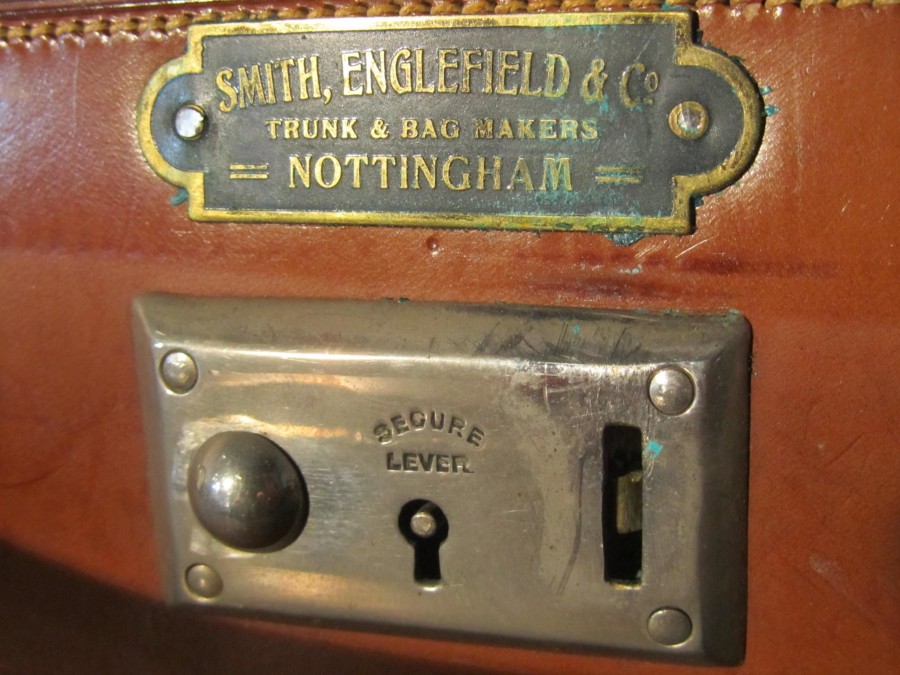 SMITH, ENGLEFIELD & Co
TRUNK & BAG MAKERS
= NOTTINGHAM =
SECURE
LEVER